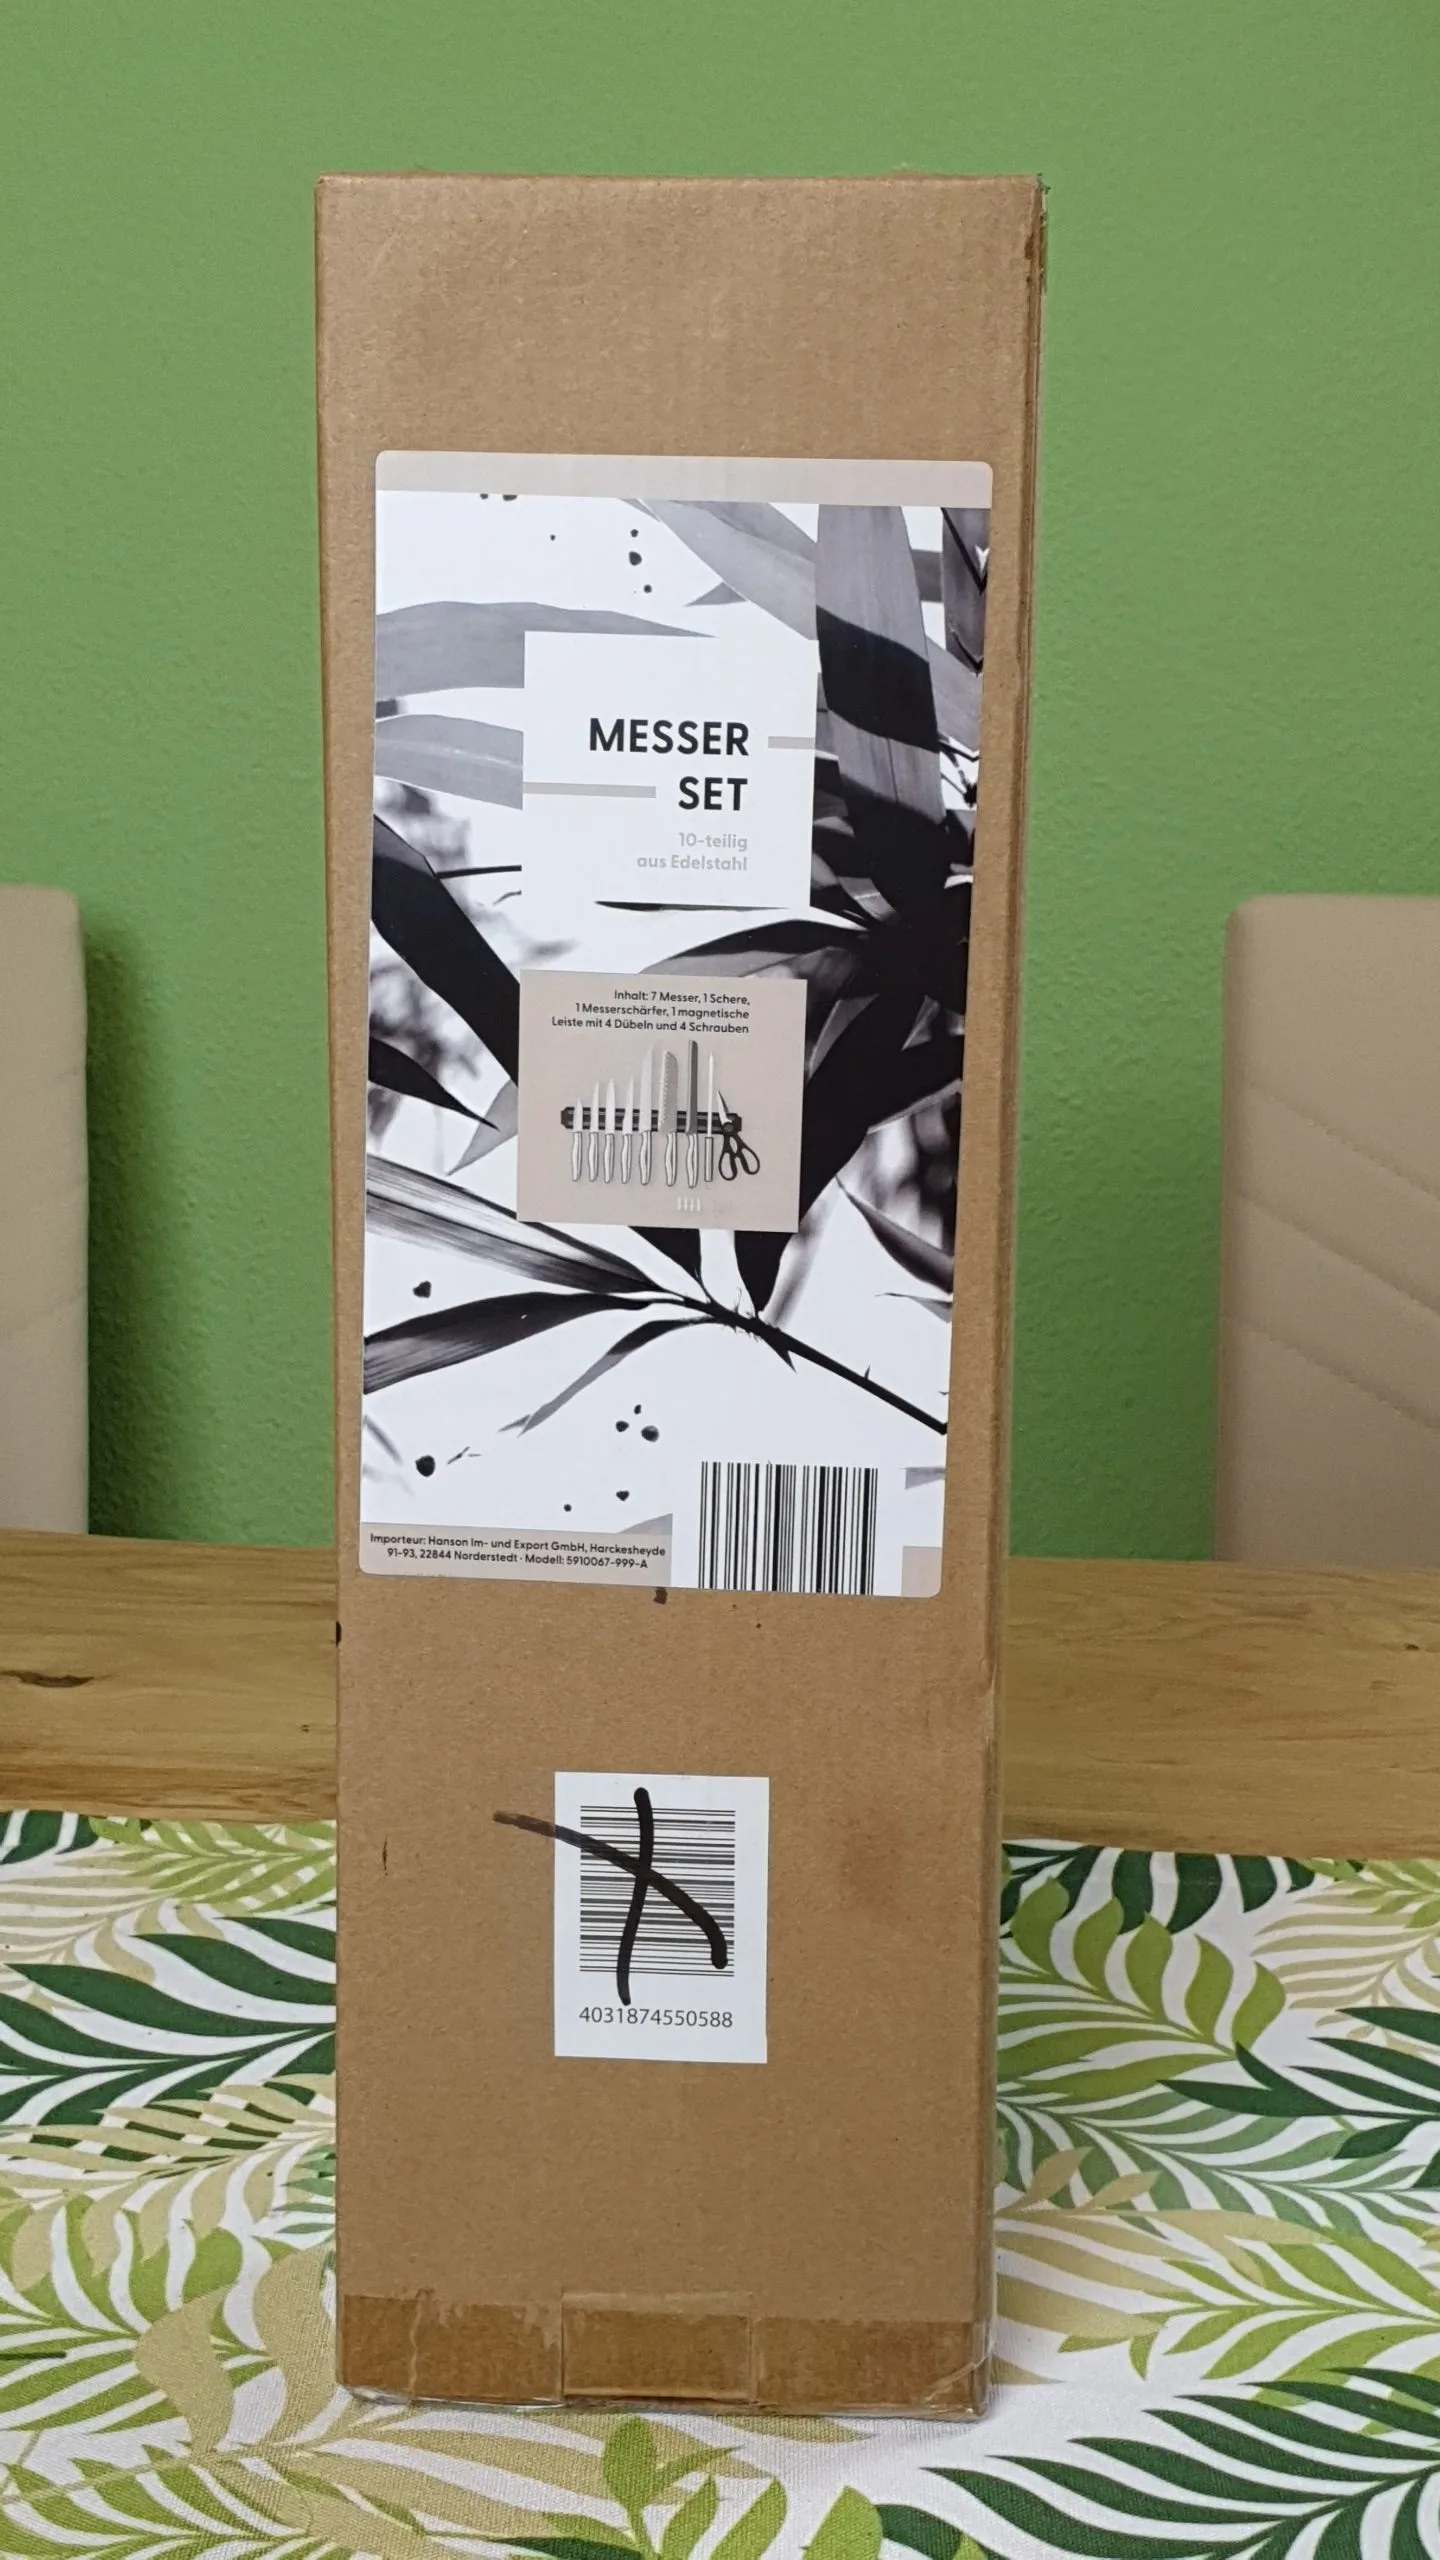 MESSER
SET
10-teilig
aus Edelstahl
Inhalt: 7 Messer, 1 Schere,
1 Messerschärfer, 1 magnetische
Leiste mit 4 Dübeln und 4 Schrauben
Importeur: Hanson Im- und Export GmbH, Harckesheyde
91-93, 22844 Norderstedt · Modell: 5910067-999-A
4031874550588